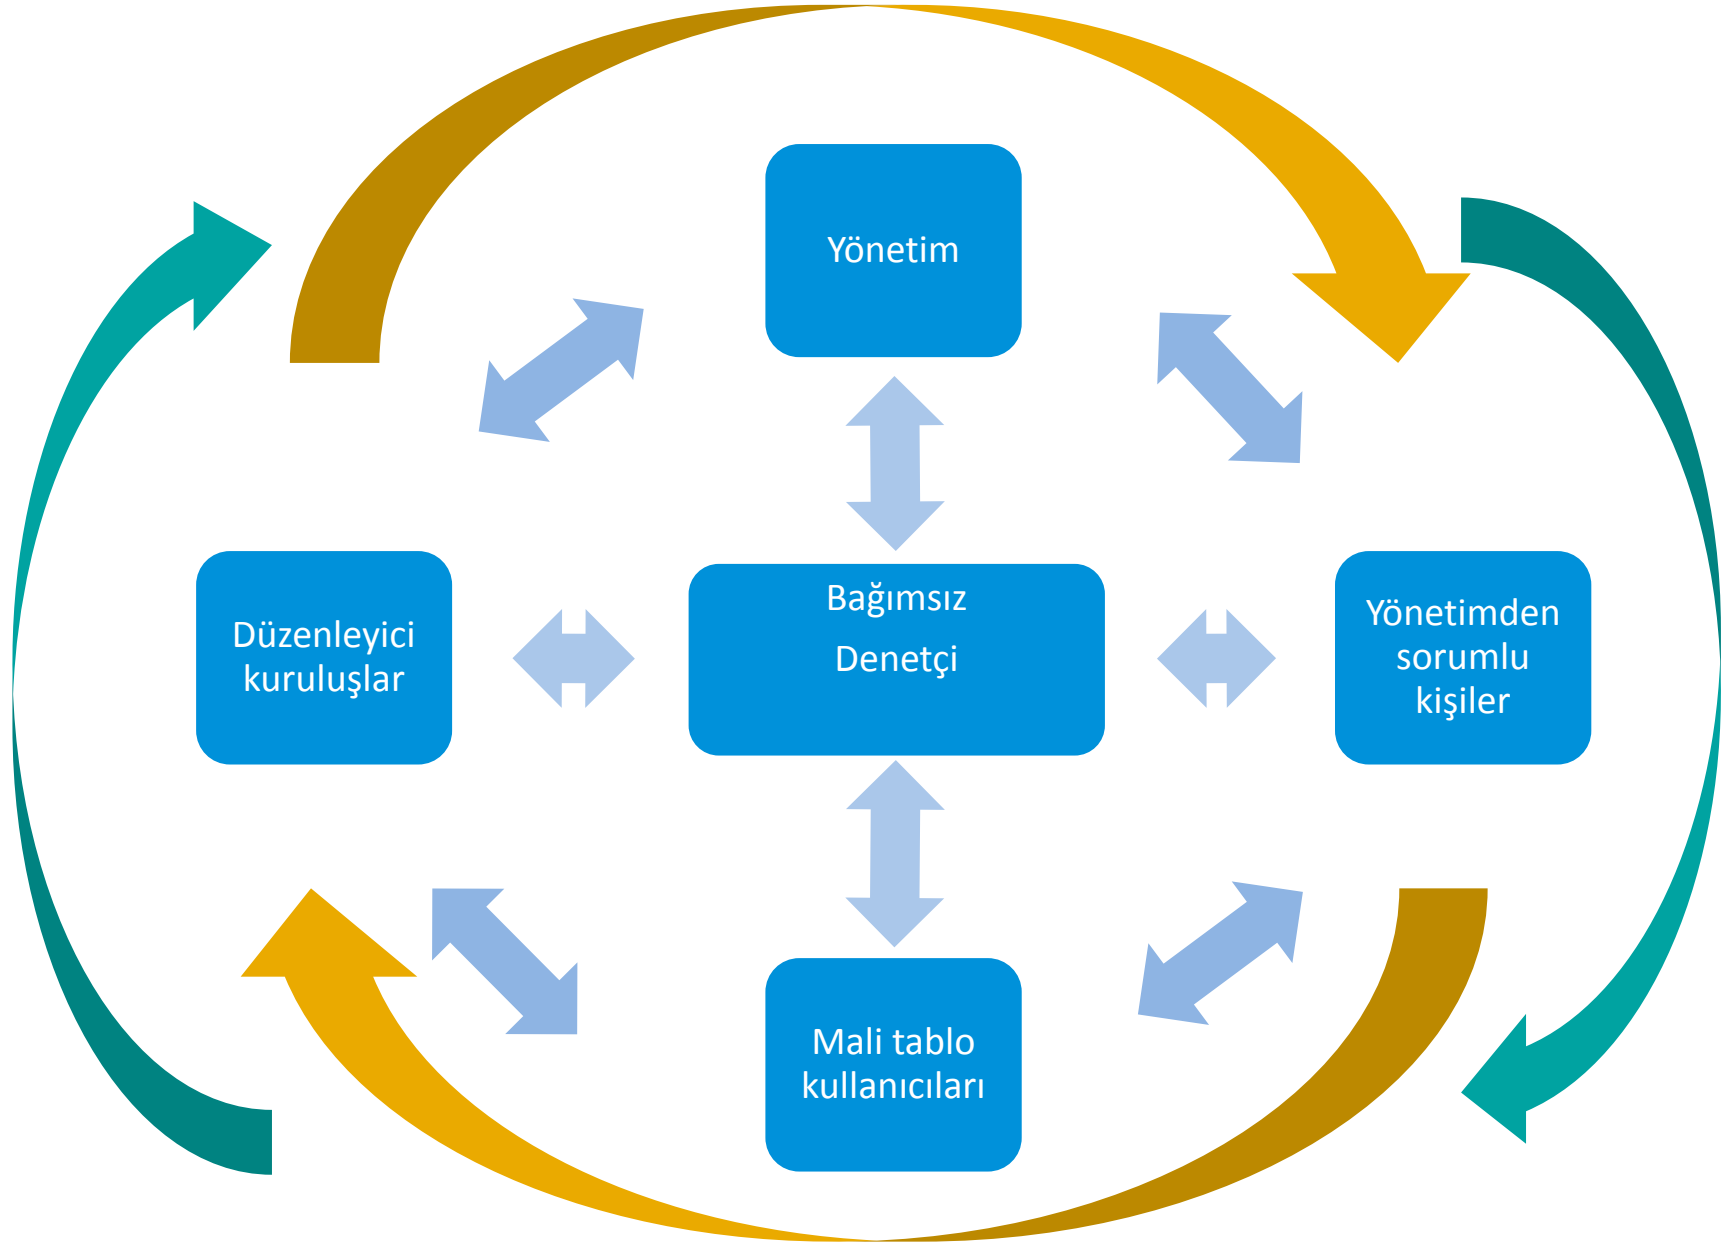 Yönetim
Düzenleyici
kuruluşlar
Bağımsız
Denetçi
Yönetimden
sorumlu
kişiler
Mali tablo
kullanıcıları